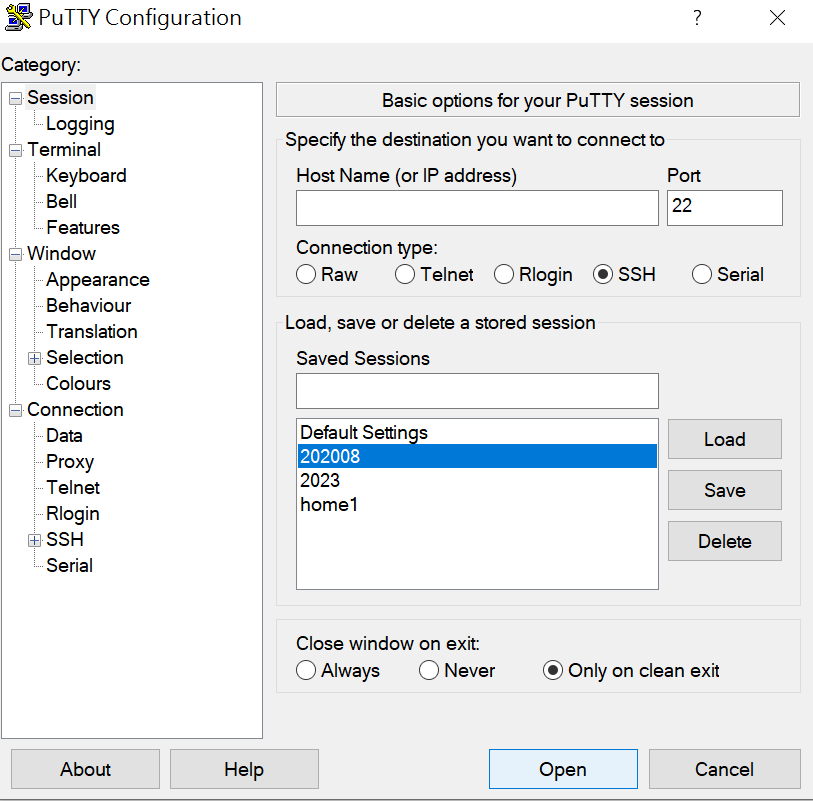 PuTTY Configuration
?
Category:
Session
Logging
Terminal
Keyboard
Bell
Features
Window
Appearance
Behaviour
Translation
Selection
Colours
Connection
Data
Proxy
Telnet
Rlogin
SSH
Serial
Basic options for your PuTTY session
Specify the destination you want to connect to
Host Name (or IP address) Port
22
Connection type:
Raw Telnet Rlogin SSH Serial
Load, save or delete a stored session
Saved Sessions
Default Settings
202008
2023
home1
Load
Save
Delete
Close window on exit:
Always Never Only on clean exit
About Help Open Cancel